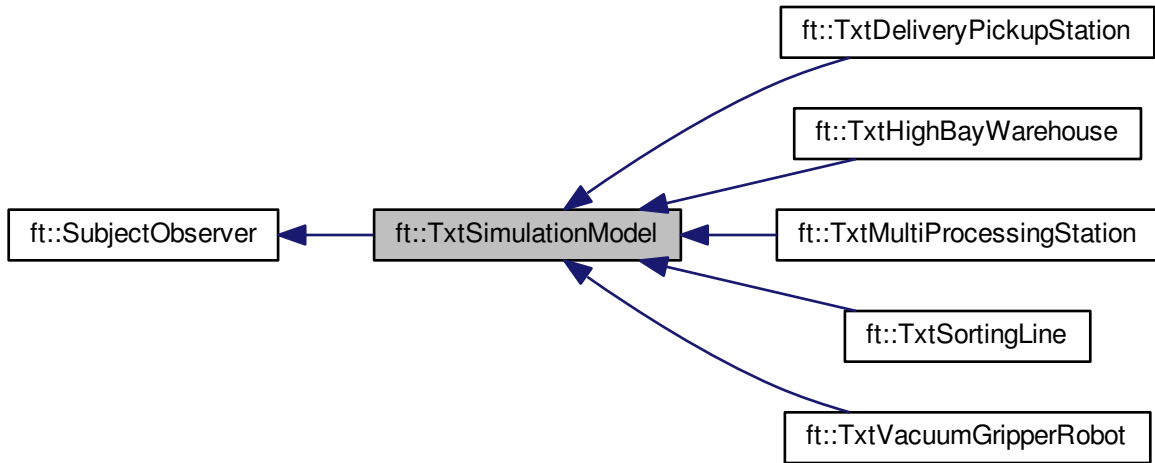 ft::TxtDeliveryPickupStation
ft::TxtHighBayWarehouse
ft::SubjectObserver
ft::TxtSimulationModel
ft::TxtMultiProcessingStation
ft::TxtSortingLine
ft::TxtVacuumGripperRobot